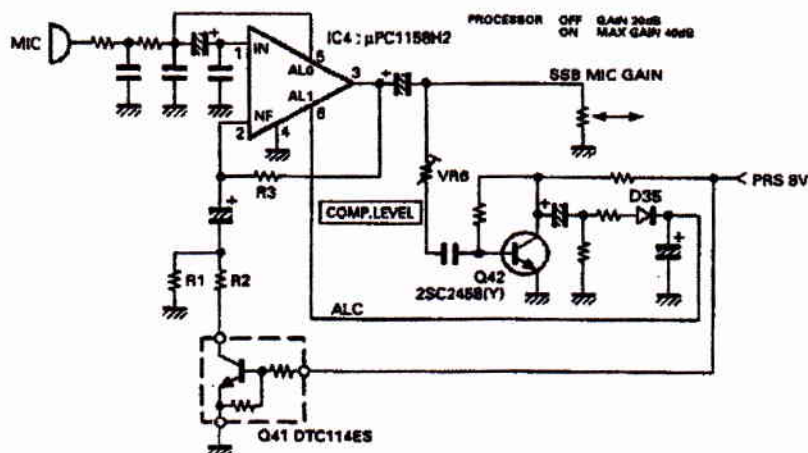 IC4 : μPC1158H2
PROCESSOR OFF GAIN 20dB
ON MAX GAIN 40dB
MIC
1
IN
5
AL0
3
SSB MIC GAIN
AL1
6
NF
2
4
R3
VR6
PRS 8V
D35
COMP.LEVEL
R1
R2
Q42
2SC2458(Y)
ALC
Q41 DTC114ES